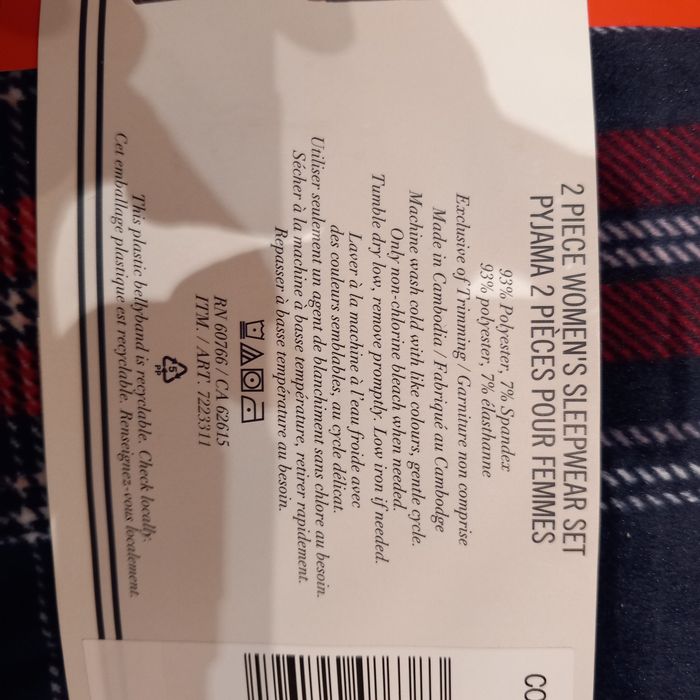 2 PIECE WOMEN'S SLEEPWEAR SET
PYJAMA 2 PIÈCES POUR FEMMES
93% Polyester, 7% Spandex
93% polyester, 7% élasthanne
Exclusive of Trimming / Garniture non comprise
Made in Cambodia / Fabriqué au Cambodge
Machine wash cold with like colours, gentle cycle.
Only non-chlorine bleach when needed.
Tumble dry low, remove promptly. Low iron if needed.
Laver à la machine à l'eau froide avec
des couleurs semblables, au cycle délicat.
Utiliser seulement un agent de blanchiment sans chlore au besoin.
Sécher à la machine à basse température, retirer rapidement.
Repasser à basse température au besoin.
RN 60766 / CA 62615
ITM. / ART. 7223311
5
PP
This plastic bellyband is recyclable. Check locally.
Cet emballage plastique est recyclable. Renseignez-vous localement.
CO